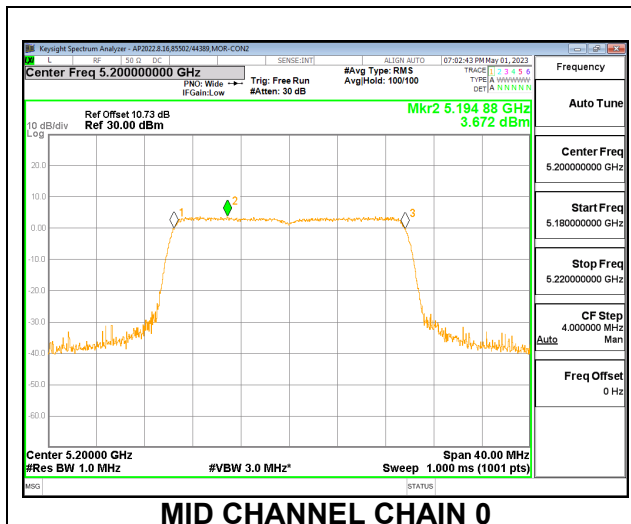 Keysight Spectrum Analyzer - AP2022.8.16,85502/44389,MOR-CON2
L RF 50 Ω DC SENSE:INT ALIGN AUTO 07:02:43 PM May 01, 2023
Center Freq 5.200000000 GHz
PNO: Wide
IFGain:Low
Trig: Free Run
#Atten: 30 dB
#Avg Type: RMS
Avg|Hold: 100/100
TRACE 1 2 3 4 5 6
TYPE A WWWWW
DET A N N N N N
Ref Offset 10.73 dB
Ref 30.00 dBm
Mkr2 5.194 88 GHz
3.672 dBm
10 dB/div
Log
20.0
10.0
0.00
-10.0
-20.0
-30.0
-40.0
-50.0
-60.0
1
2
3
Center 5.20000 GHz
Span 40.00 MHz
#Res BW 1.0 MHz
#VBW 3.0 MHz*
Sweep 1.000 ms (1001 pts)
MSG
STATUS
Frequency
Auto Tune
Center Freq
5.200000000 GHz
Start Freq
5.180000000 GHz
Stop Freq
5.220000000 GHz
CF Step
4.000000 MHz
Auto Man
Freq Offset
0 Hz
MID CHANNEL CHAIN 0